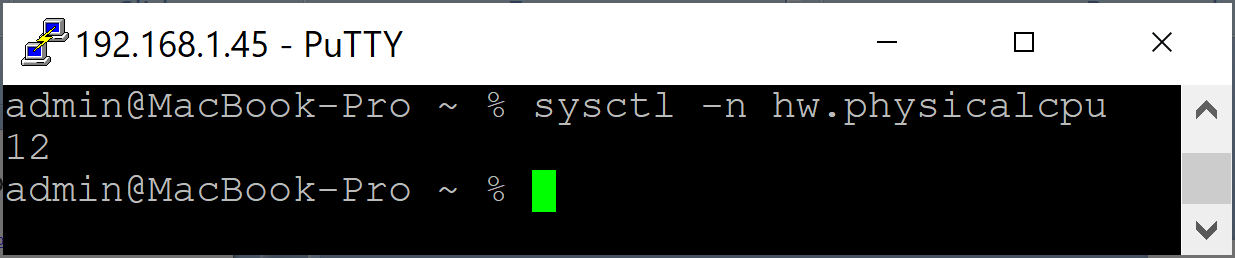 192.168.1.45 - PuTTY
admin@MacBook-Pro ~ % sysctl -n hw.physicalcpu
12
admin@MacBook-Pro ~ %